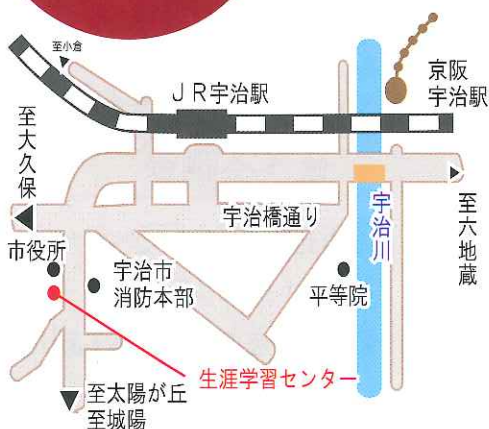 至小倉
JR宇治駅
京阪
宇治駅
至大久保
宇治橋通り
宇治川
至六地蔵
市役所
宇治市
消防本部
平等院
生涯学習センター
至太陽が丘
至城陽